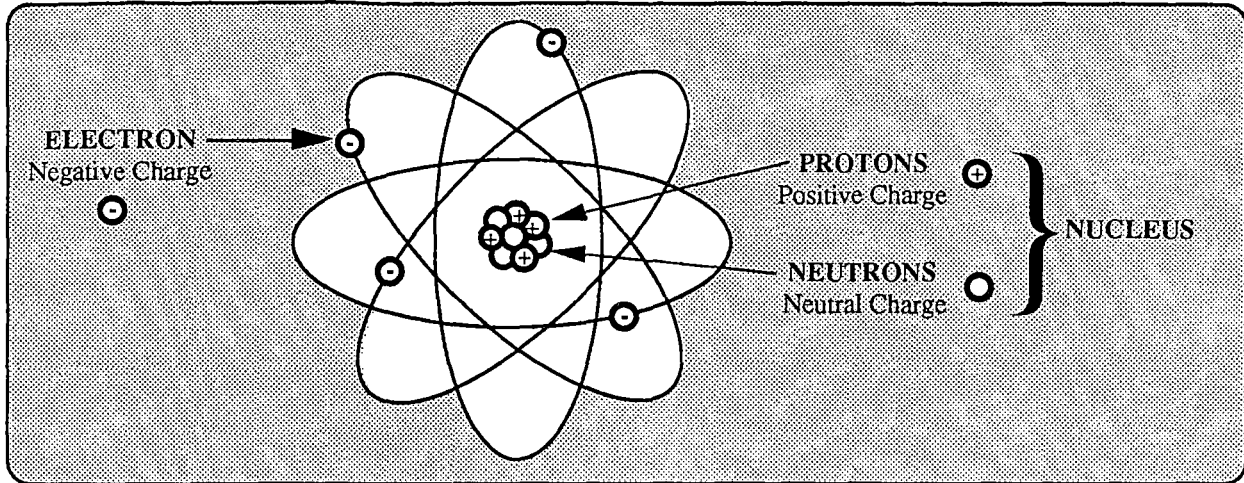 ELECTRON
Negative Charge
-
-
-
-
-
PROTONS
Positive Charge
+
+
+
+
+
NEUTRONS
Neutral Charge
NUCLEUS